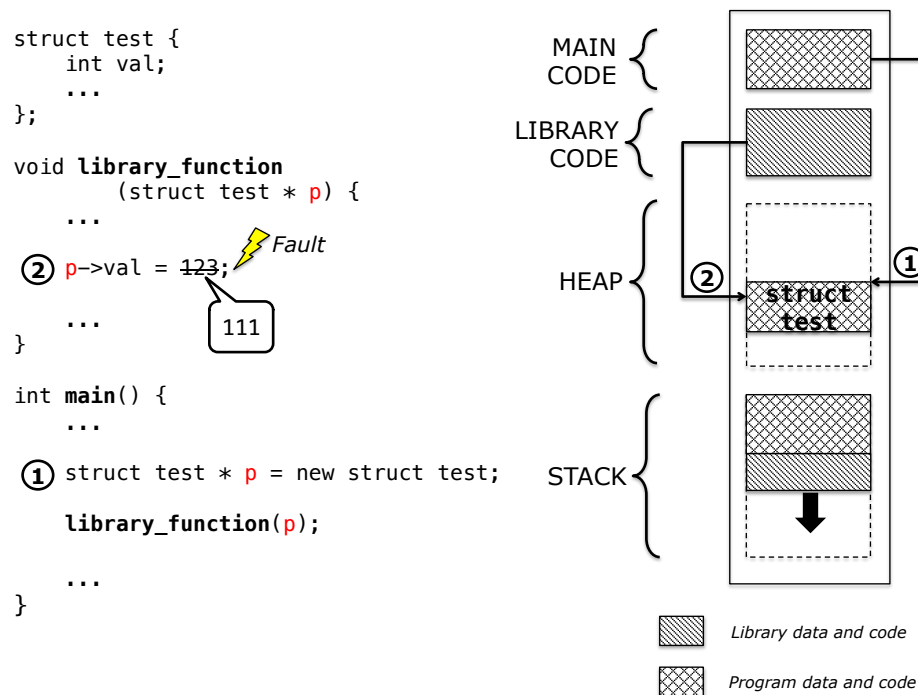 struct test {
int val;
...
};
void library_function
(struct test * p) {
...
② p->val = 123;
Fault
111
...
}
int main() {
...
① struct test * p = new struct test;
library_function(p);
...
}
MAIN
CODE
LIBRARY
CODE
HEAP
②
①
struct
test
STACK
Library data and code
Program data and code